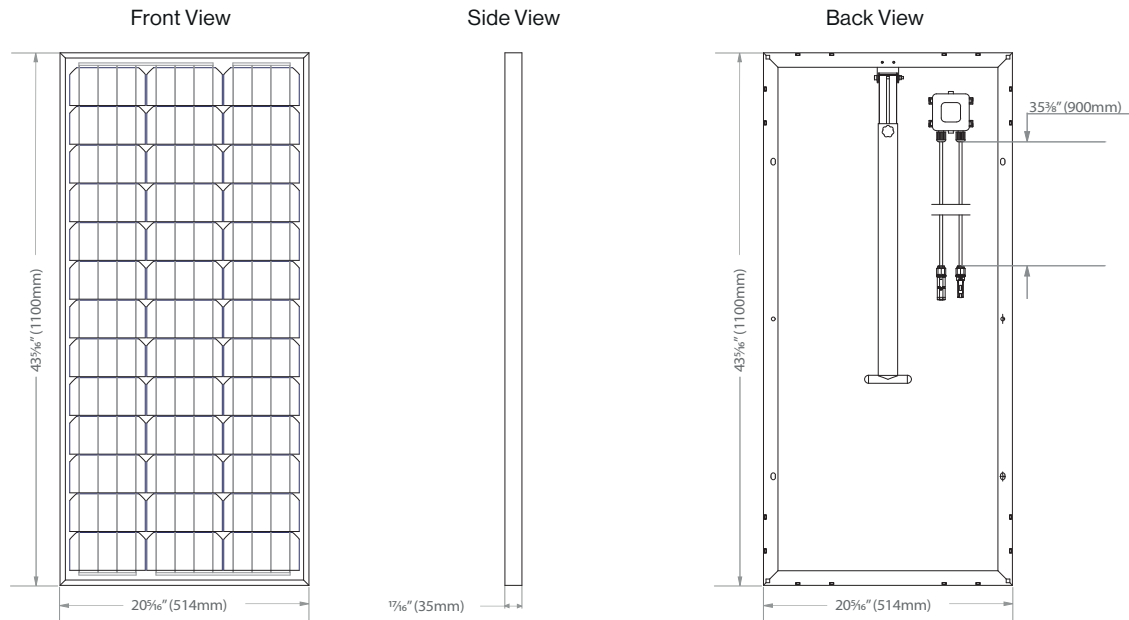 Front View
Side View
Back View
43⁵⁄₁₆" (1100mm)
20⁵⁄₁₆" (514mm)
¹⁷⁄₁₆" (35mm)
43⁵⁄₁₆" (1100mm)
35⅜" (900mm)
20⁵⁄₁₆" (514mm)